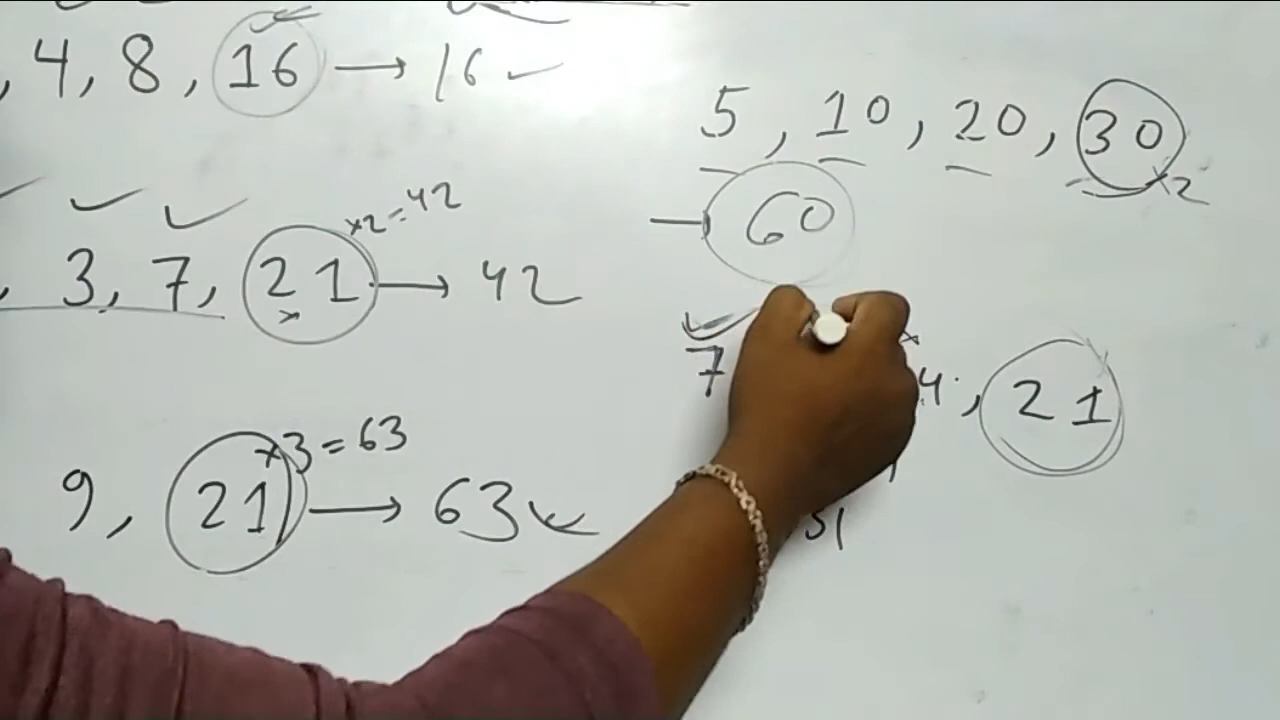 , 4, 8, 16 → 16
×2=42
, 3, 7, 21 → 42
×3=63
9, 21 → 63
5, 10, 20, 30
×2
→ 60
7 4, 21